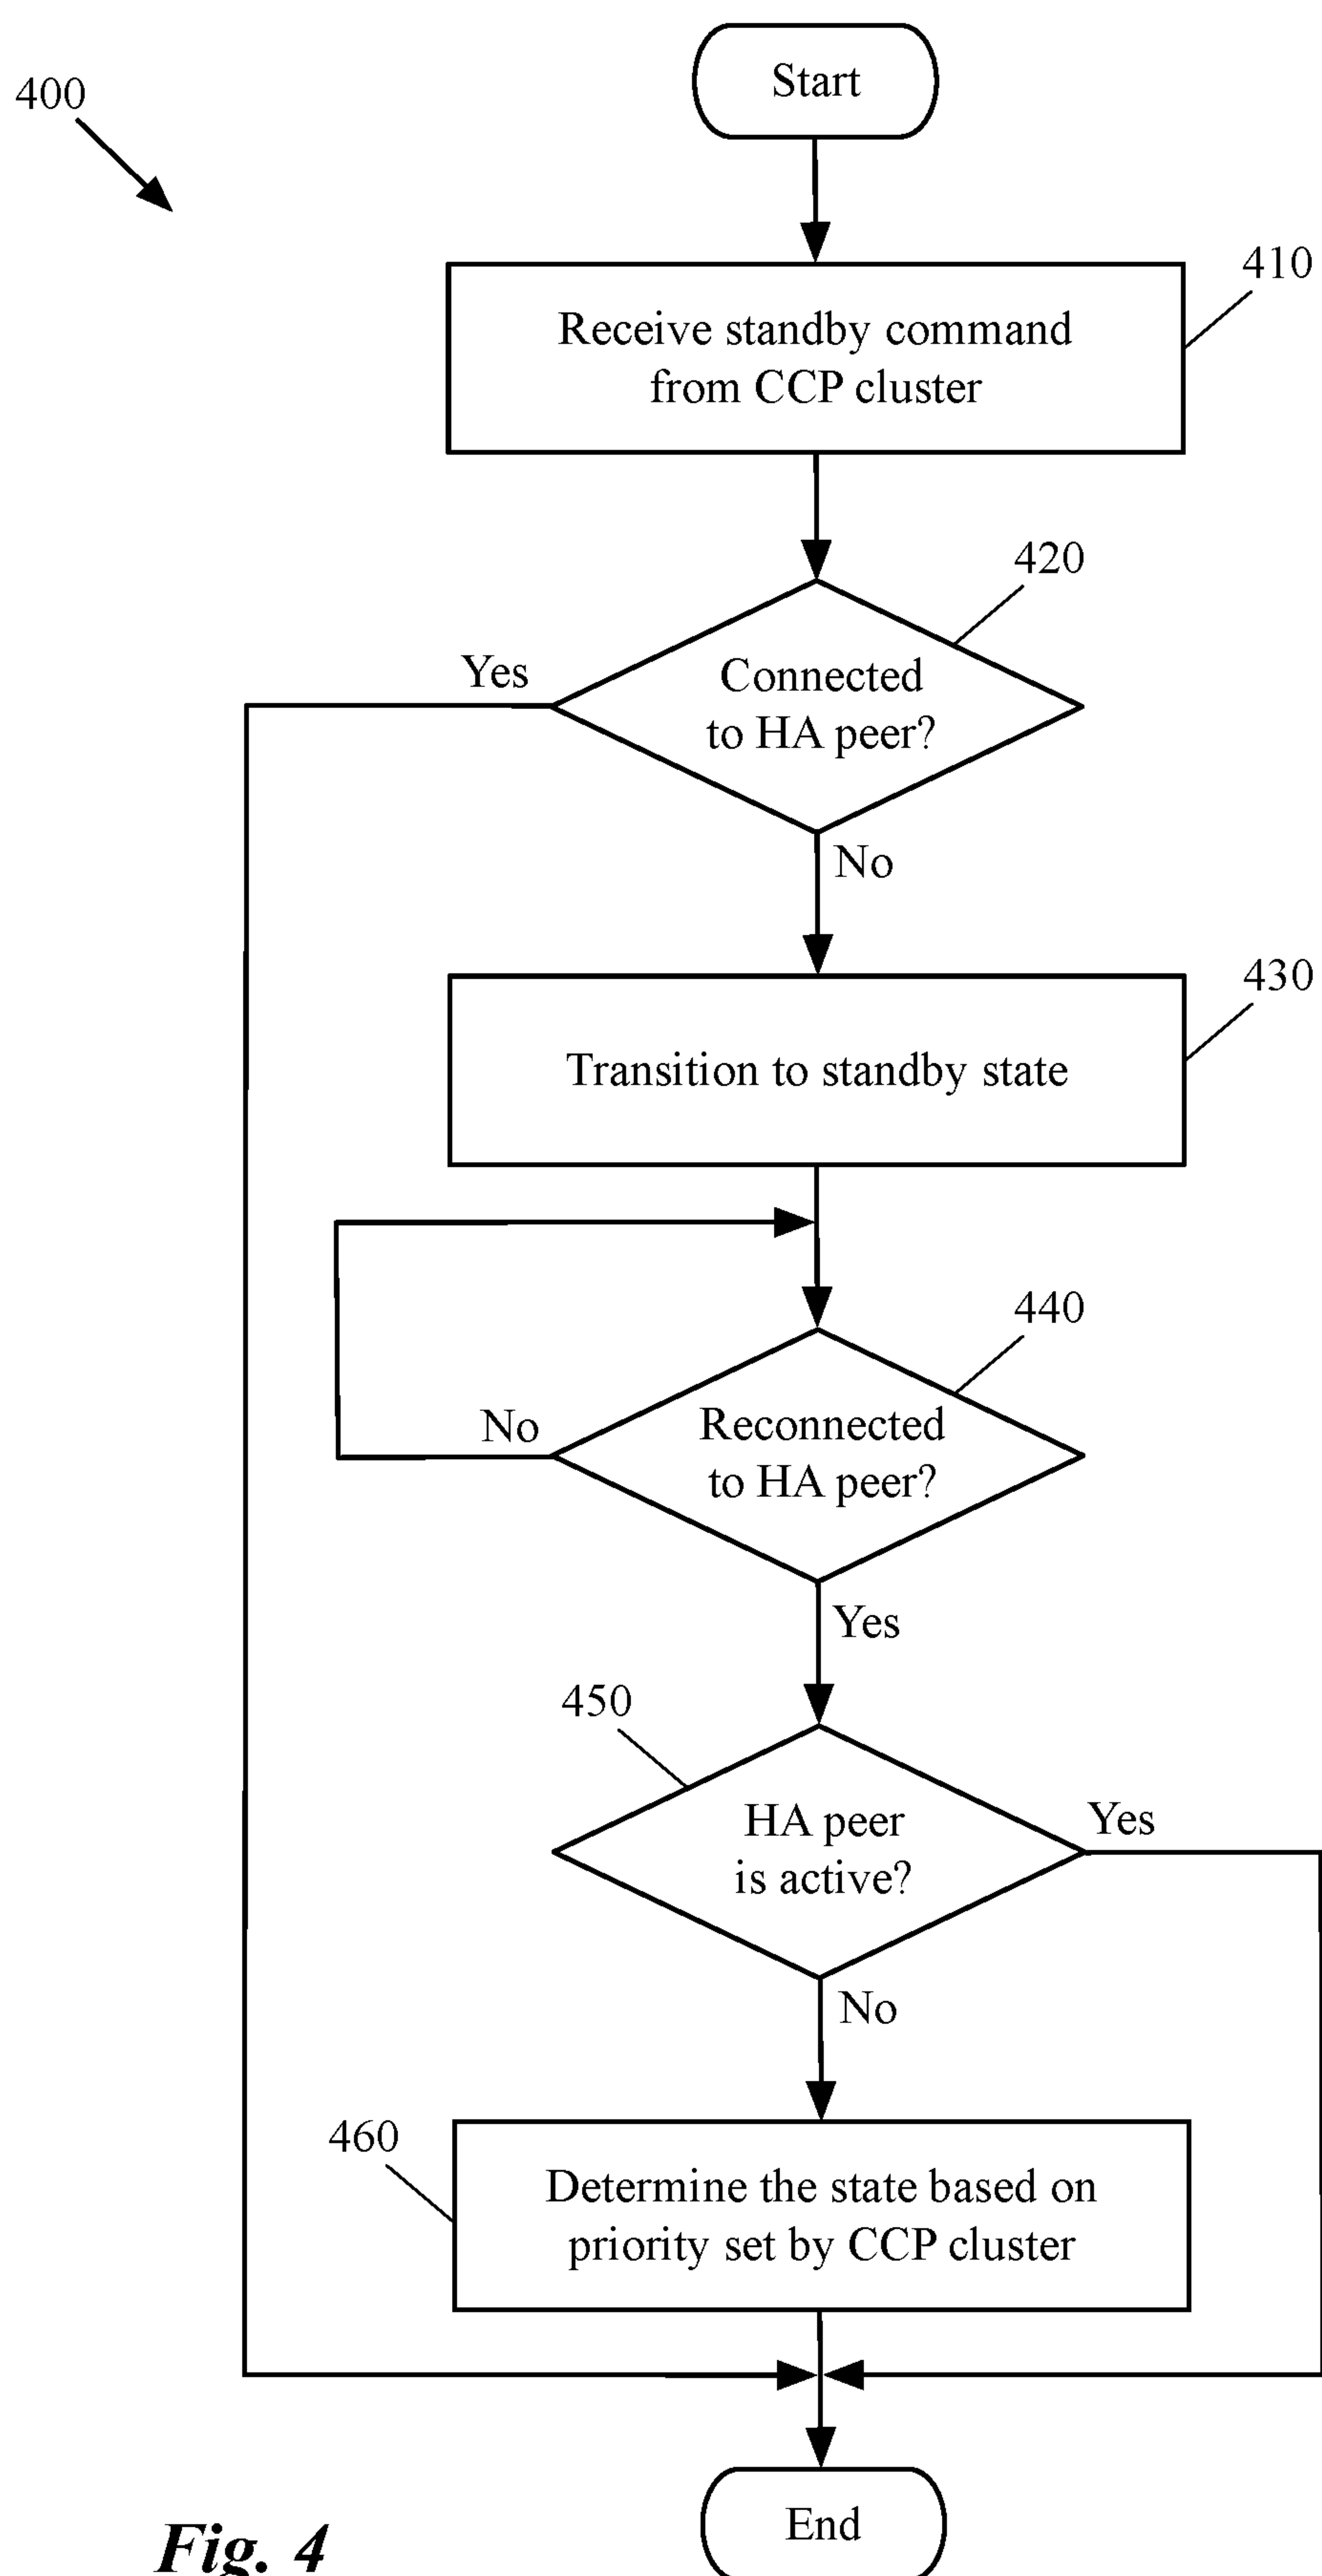 400
Start
410
Receive standby command
from CCP cluster
420
Yes
Connected
to HA peer?
No
430
Transition to standby state
440
No
Reconnected
to HA peer?
Yes
450
HA peer
is active?
Yes
No
460
Determine the state based on
priority set by CCP cluster
End
Fig. 4